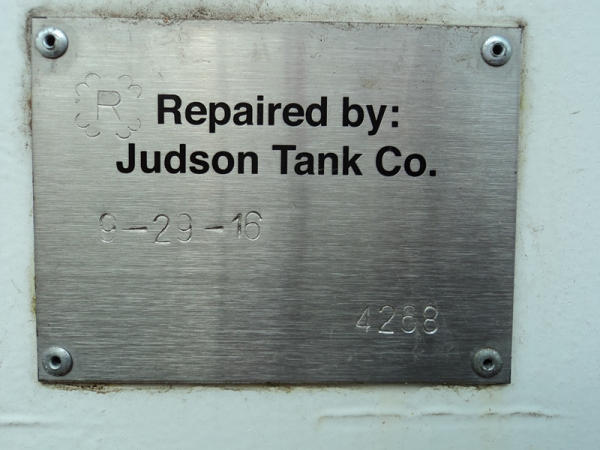 R
Repaired by:
Judson Tank Co.
9-29-16
4268